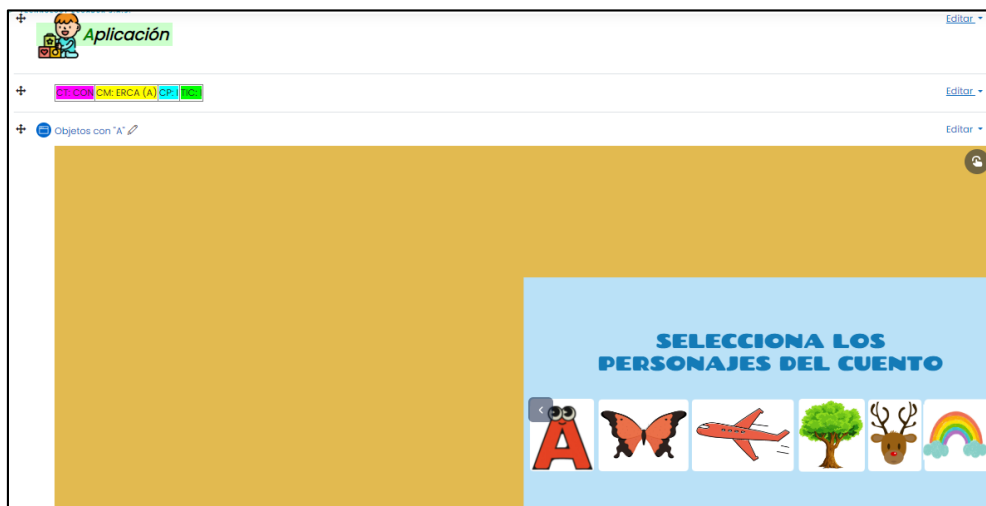 Aplicación
Editar
CT: CON CM: ERCA (A) CP: I TIC: I
Editar
Objetos con "A"
Editar
SELECCIONA LOS
PERSONAJES DEL CUENTO